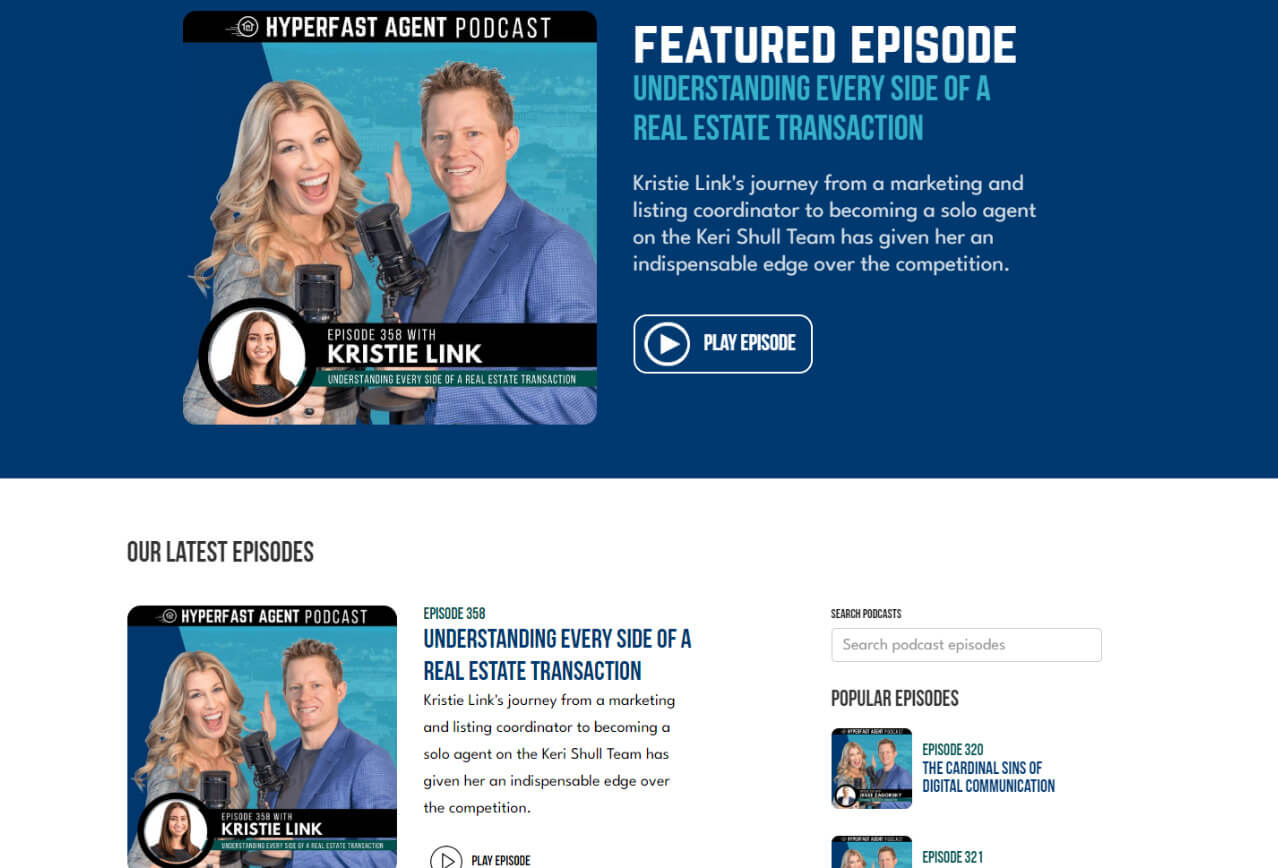 HYPERFAST AGENT PODCAST
EPISODE 358 WITH
KRISTIE LINK
UNDERSTANDING EVERY SIDE OF A REAL ESTATE TRANSACTION
FEATURED EPISODE
UNDERSTANDING EVERY SIDE OF A
REAL ESTATE TRANSACTION
Kristie Link's journey from a marketing and
listing coordinator to becoming a solo agent
on the Keri Shull Team has given her an
indispensable edge over the competition.
PLAY EPISODE
OUR LATEST EPISODES
HYPERFAST AGENT PODCAST
EPISODE 358 WITH
KRISTIE LINK
UNDERSTANDING EVERY SIDE OF A REAL ESTATE TRANSACTION
EPISODE 358
UNDERSTANDING EVERY SIDE OF A
REAL ESTATE TRANSACTION
Kristie Link's journey from a marketing
and listing coordinator to becoming a
solo agent on the Keri Shull Team has
given her an indispensable edge over
the competition.
PLAY EPISODE
SEARCH PODCASTS
Search podcast episodes
POPULAR EPISODES
HYPERFAST AGENT PODCAST
JESSE ZAGORSKY
EPISODE 320
THE CARDINAL SINS OF
DIGITAL COMMUNICATION
HYPERFAST AGENT PODCAST
EPISODE 321